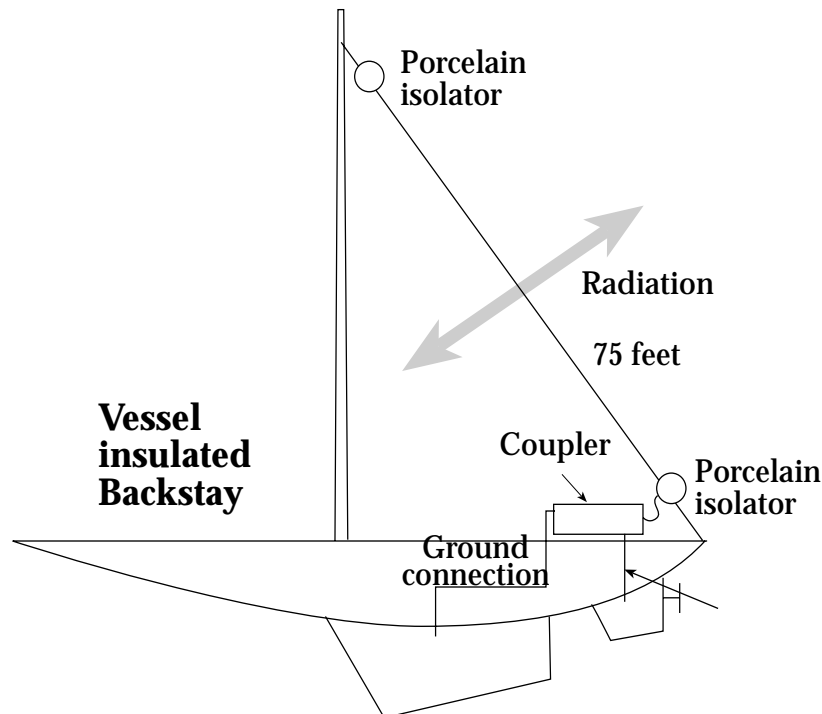 Porcelain
isolator
Radiation
75 feet
Vessel
insulated
Backstay
Coupler
Porcelain
isolator
Ground
connection